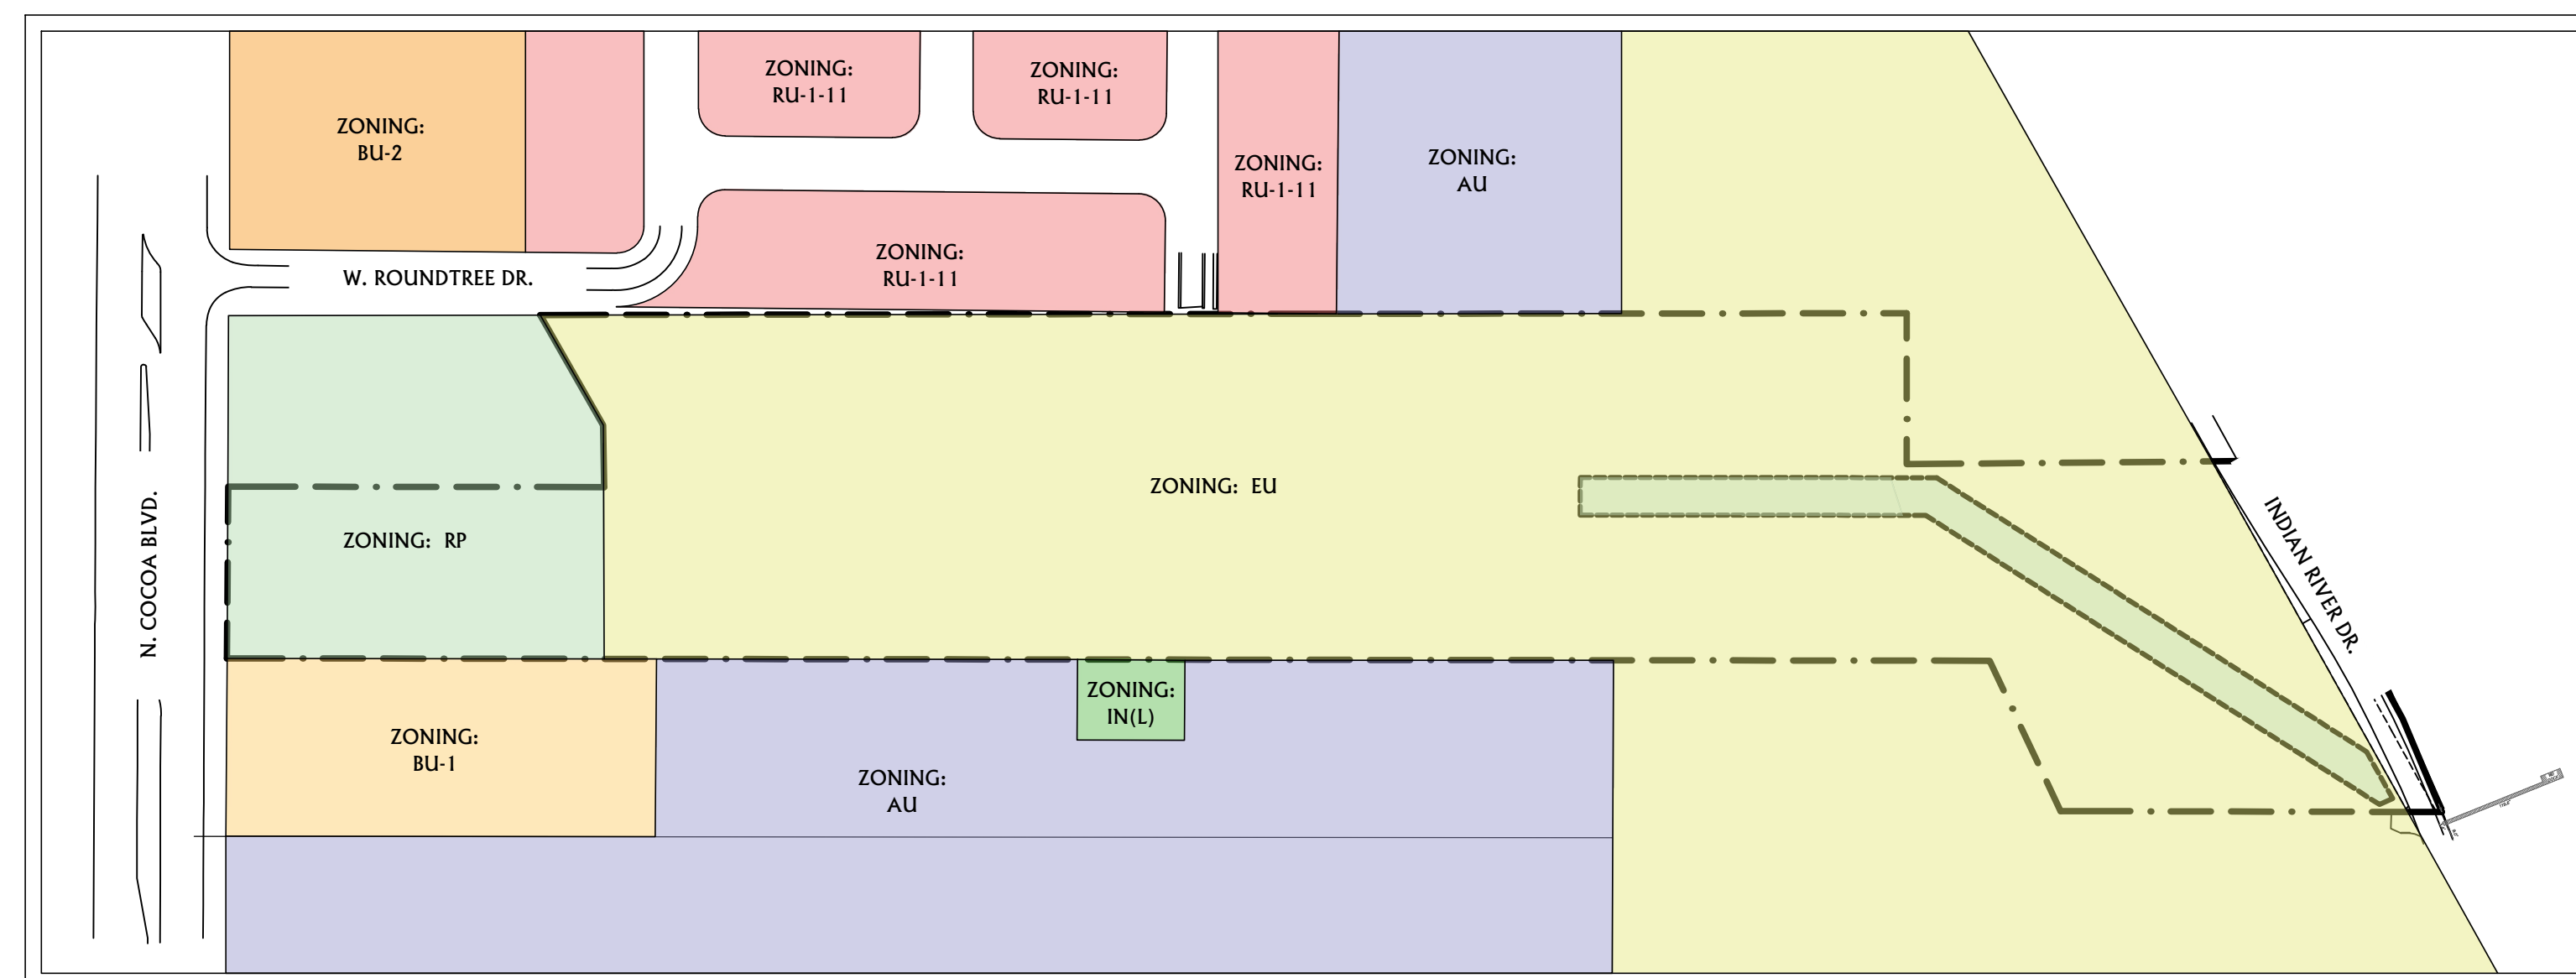 ZONING:
BU-2
ZONING:
RU-1-11
ZONING:
RU-1-11
ZONING:
RU-1-11
ZONING:
AU
ZONING:
RU-1-11
W. ROUNDTREE DR.
N. COCOA BLVD.
ZONING: RP
ZONING: EU
INDIAN RIVER DR.
ZONING:
BU-1
ZONING:
IN(L)
ZONING:
AU